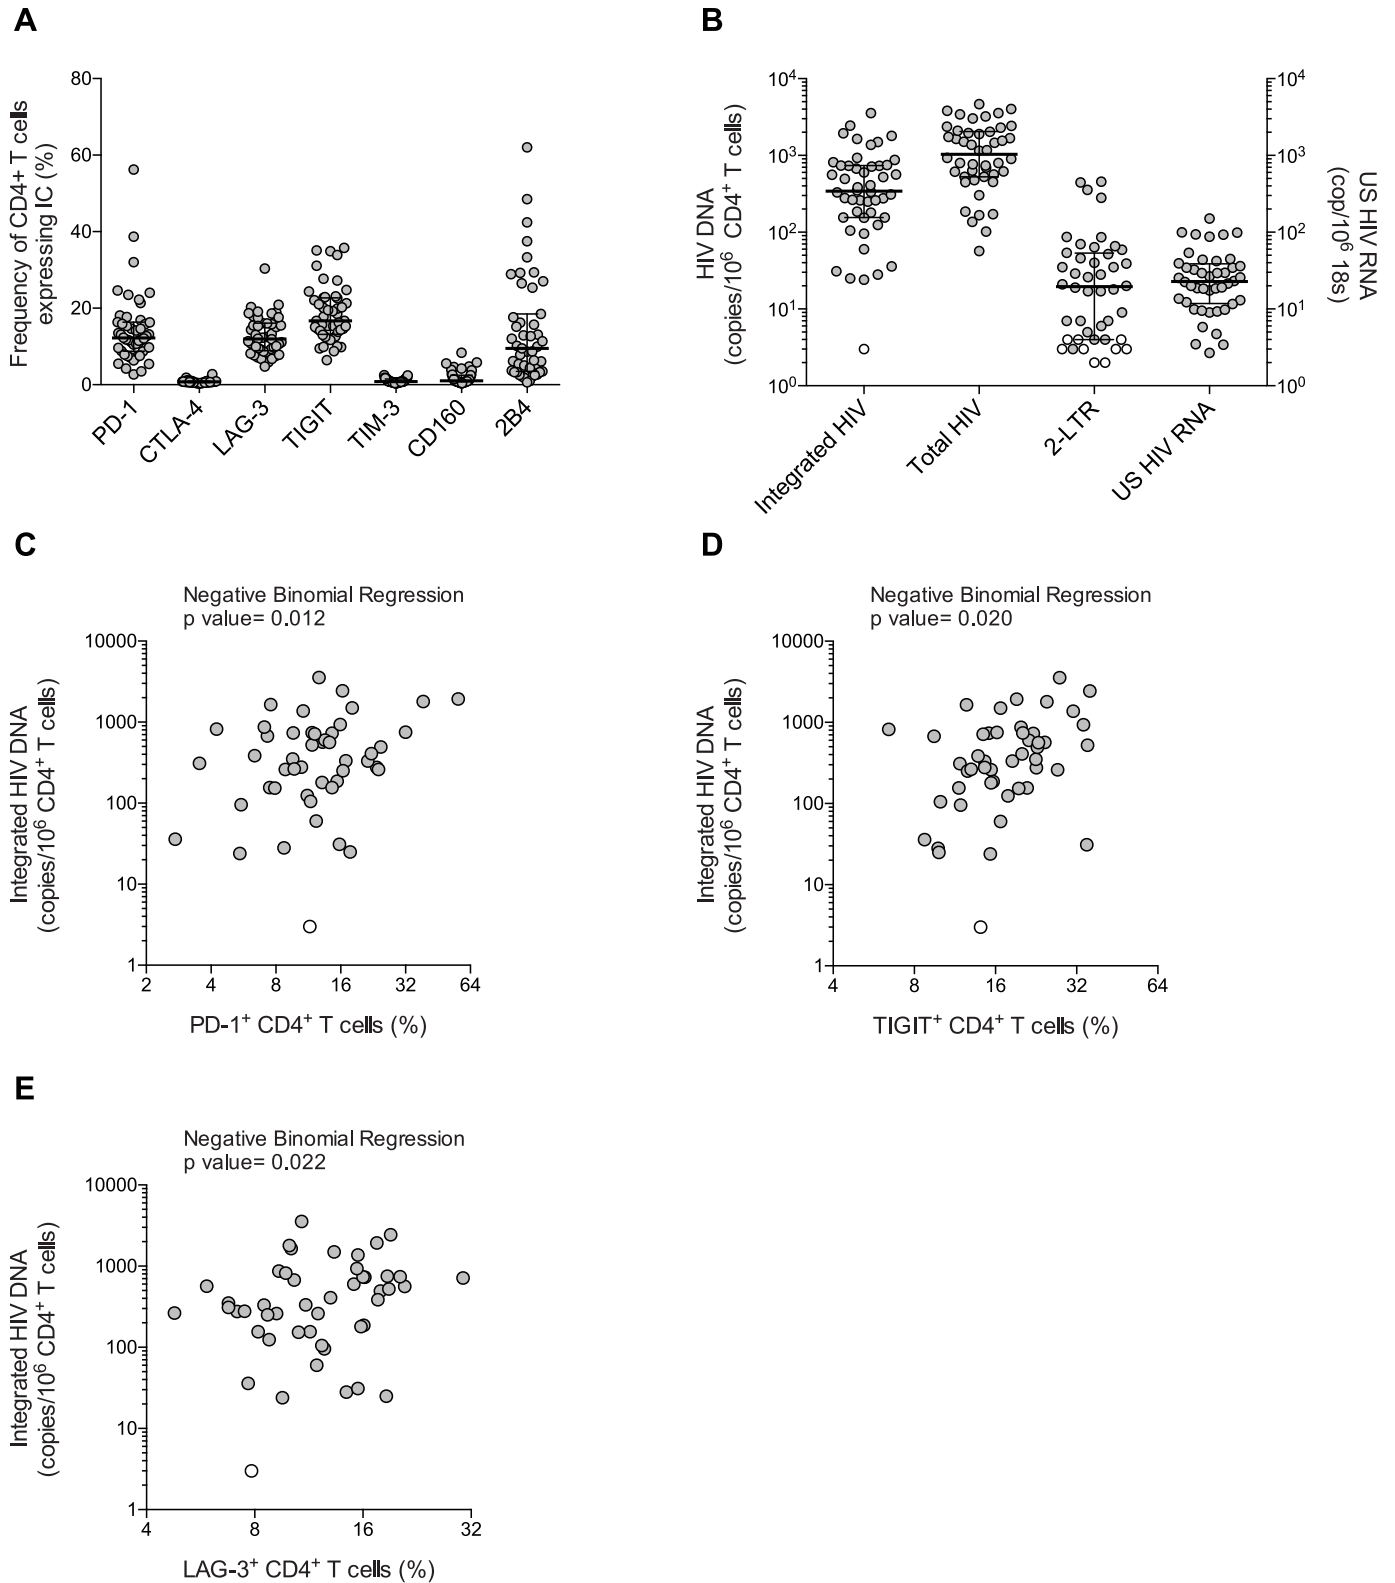 A
Frequency of CD4+ T cells
expressing IC (%)
80
60
40
20
0
PD-1
CTLA-4
LAG-3
TIGIT
TIM-3
CD160
2B4
B
HIV DNA
(copies/10⁶ CD4⁺ T cells)
10⁴
10³
10²
10¹
10⁰
10⁴
10³
10²
10¹
10⁰
US HIV RNA
(cop/10⁶ 18s)
Integrated HIV
Total HIV
2-LTR
US HIV RNA
C
Negative Binomial Regression
p value= 0.012
Integrated HIV DNA
(copies/10⁶ CD4⁺ T cells)
10000
1000
100
10
1
2 4 8 16 32 64
PD-1⁺ CD4⁺ T cells (%)
D
Negative Binomial Regression
p value= 0.020
Integrated HIV DNA
(copies/10⁶ CD4⁺ T cells)
10000
1000
100
10
1
4 8 16 32 64
TIGIT⁺ CD4⁺ T cells (%)
E
Negative Binomial Regression
p value= 0.022
Integrated HIV DNA
(copies/10⁶ CD4⁺ T cells)
10000
1000
100
10
1
4 8 16 32
LAG-3⁺ CD4⁺ T cells (%)